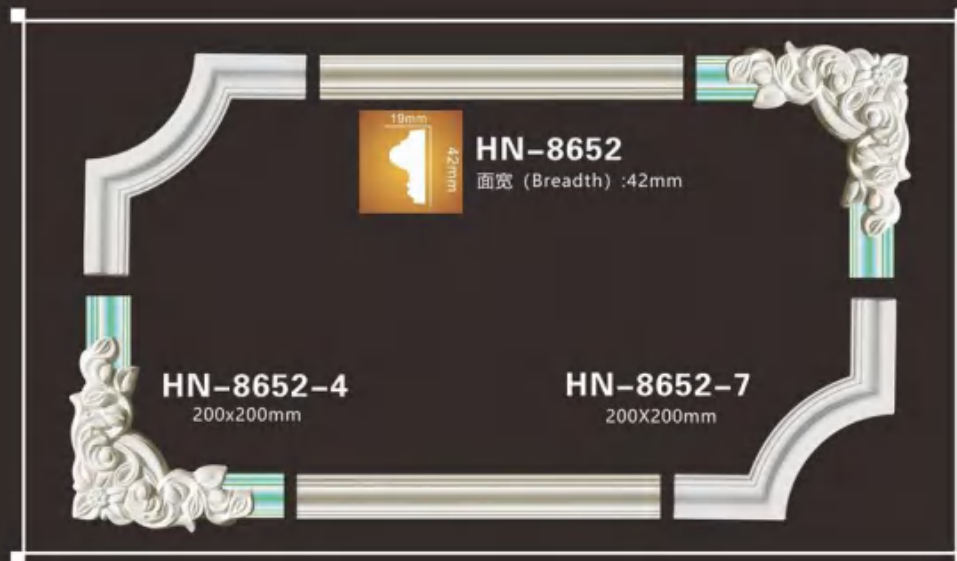 19mm
42mm
HN-8652
面宽 (Breadth) :42mm
HN-8652-4
200x200mm
HN-8652-7
200X200mm